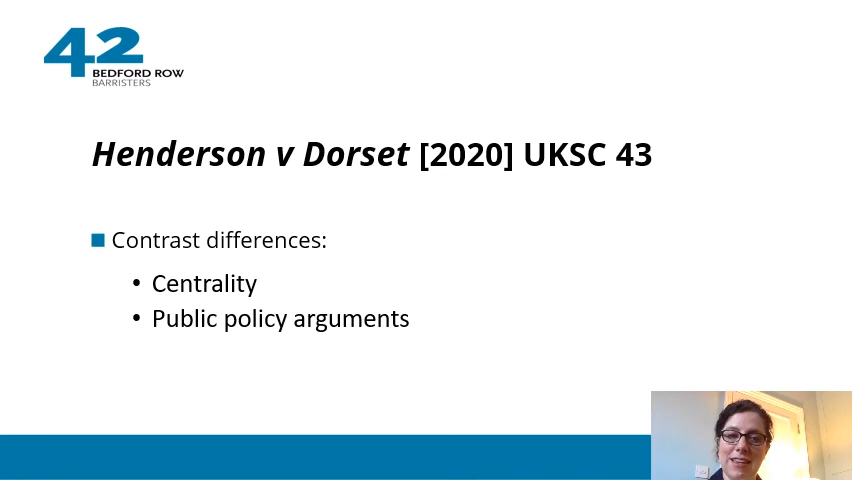 42
BEDFORD ROW
BARRISTERS
Henderson v Dorset [2020] UKSC 43
Contrast differences:
• Centrality
• Public policy arguments